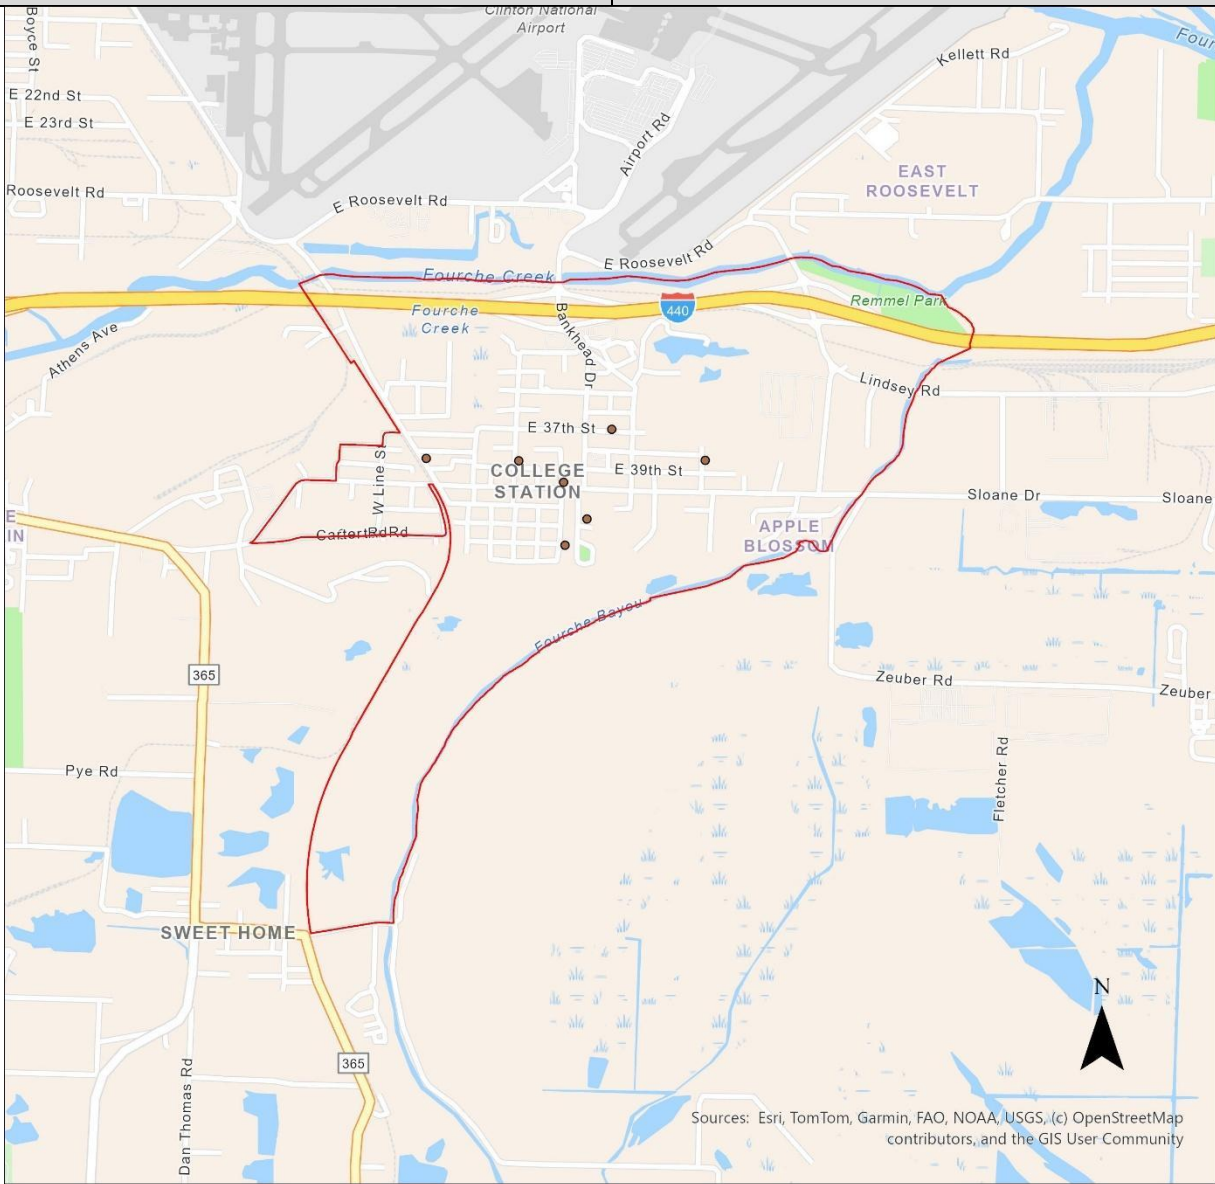 Clinton National
Airport
Boyce St
Four
Kellett Rd
E 22nd St
E 23rd St
Airport Rd
EAST
ROOSEVELT
Roosevelt Rd
E Roosevelt Rd
E Roosevelt Rd
Fourche Creek
Remmel Park
Fourche
Creek
440
Bankhead Dr
Athens Ave
Lindsey Rd
E 37th St
W Line St
COLLEGE
STATION
E 39th St
Sloane Dr
Sloane
E
IN
APPLE
BLOSSOM
Fourche Bayou
365
Zeuber Rd
Zeuber
Pye Rd
Fletcher Rd
SWEET HOME
N
365
Dan Thomas Rd
Sources: Esri, TomTom, Garmin, FAO, NOAA, USGS, (c) OpenStreetMap
contributors, and the GIS User Community